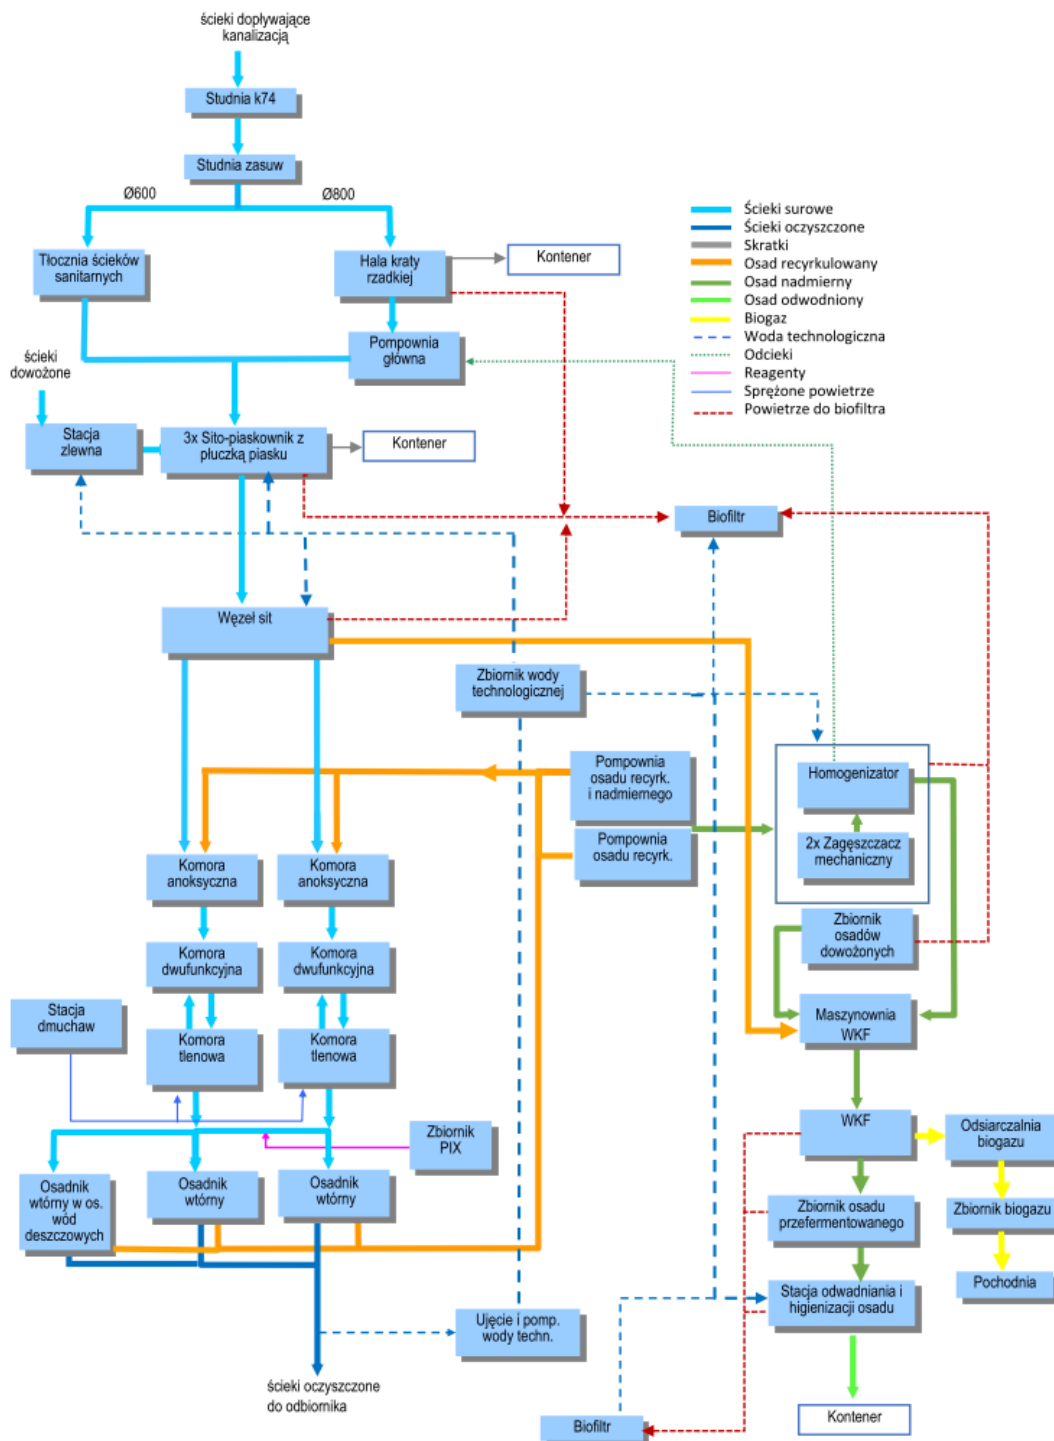 ścieki dopływające
kanalizacją
Studnia k74
Studnia zasuw
Ø600
Ø800
Tłocznia ścieków
sanitarnych
Hala kraty
rzadkiej
Kontener
Pompownia
główna
ścieki
dowożone
Stacja
zlewna
3x Sito-piaskownik z
płuczką piasku
Kontener
Ścieki surowe
Ścieki oczyszczone
Skratki
Osad recyrkulowany
Osad nadmierny
Osad odwodniony
Biogaz
Woda technologiczna
Odcieki
Reagenty
Sprężone powietrze
Powietrze do biofiltra
Biofiltr
Węzeł sit
Zbiornik wody
technologicznej
Pompownia
osadu recyrk.
i nadmiernego
Pompownia
osadu recyrk.
Homogenizator
2x Zagęszczacz
mechaniczny
Komora
anoksyczna
Komora
anoksyczna
Zbiornik
osadów
dowożonych
Komora
dwufunkcyjna
Komora
dwufunkcyjna
Stacja
dmuchaw
Komora
tlenowa
Komora
tlenowa
Maszynownia
WKF
Zbiornik
PIX
WKF
Odsiarczalnia
biogazu
Osadnik
wtórny w os.
wód
deszczowych
Osadnik
wtórny
Osadnik
wtórny
Zbiornik osadu
przefermentowanego
Zbiornik biogazu
Stacja odwadniania i
higienizacji osadu
Pochodnia
Ujęcie i pomp.
wody techn.
ścieki oczyszczone
do odbiornika
Biofiltr
Kontener